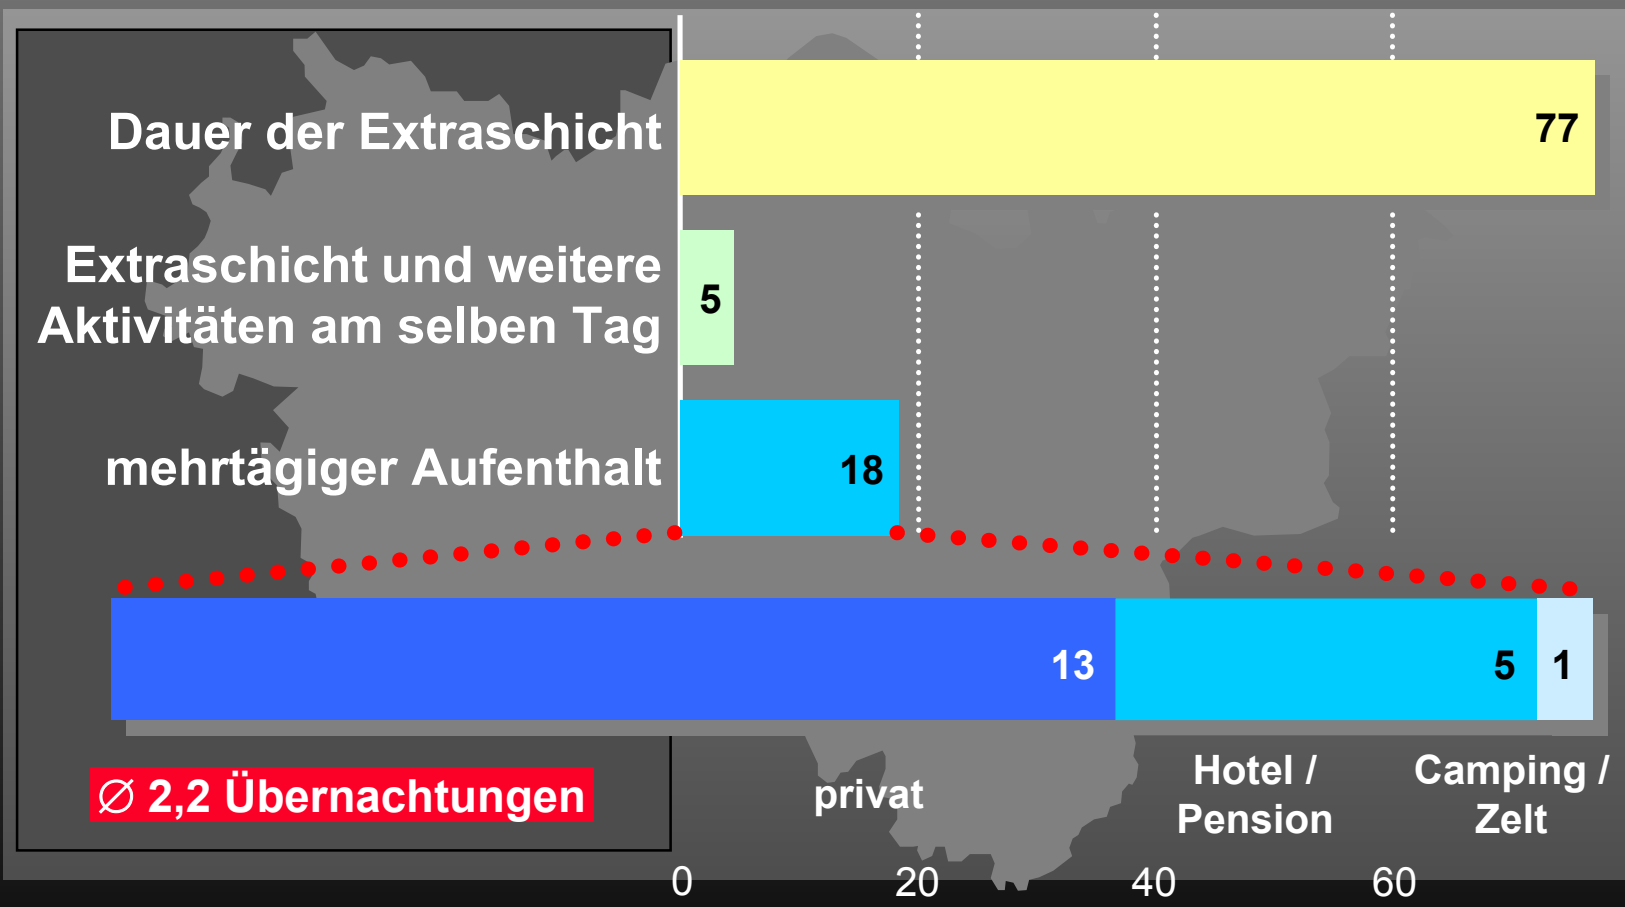 Dauer der Extraschicht
77
Extraschicht und weitere
Aktivitäten am selben Tag
5
mehrtägiger Aufenthalt
18
13
5
1
∅ 2,2 Übernachtungen
privat
Hotel /
Pension
Camping /
Zelt
0 20 40 60